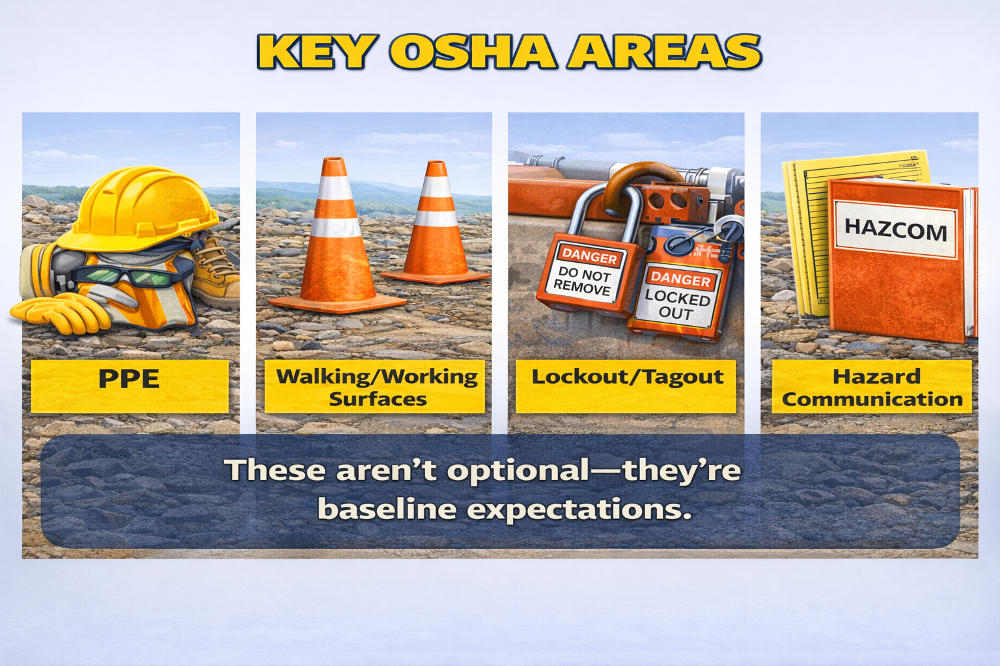 KEY OSHA AREAS
DANGER
DO NOT
REMOVE
DANGER
LOCKED
OUT
HAZCOM
PPE
Walking/Working
Surfaces
Lockout/Tagout
Hazard
Communication
These aren’t optional—they’re
baseline expectations.